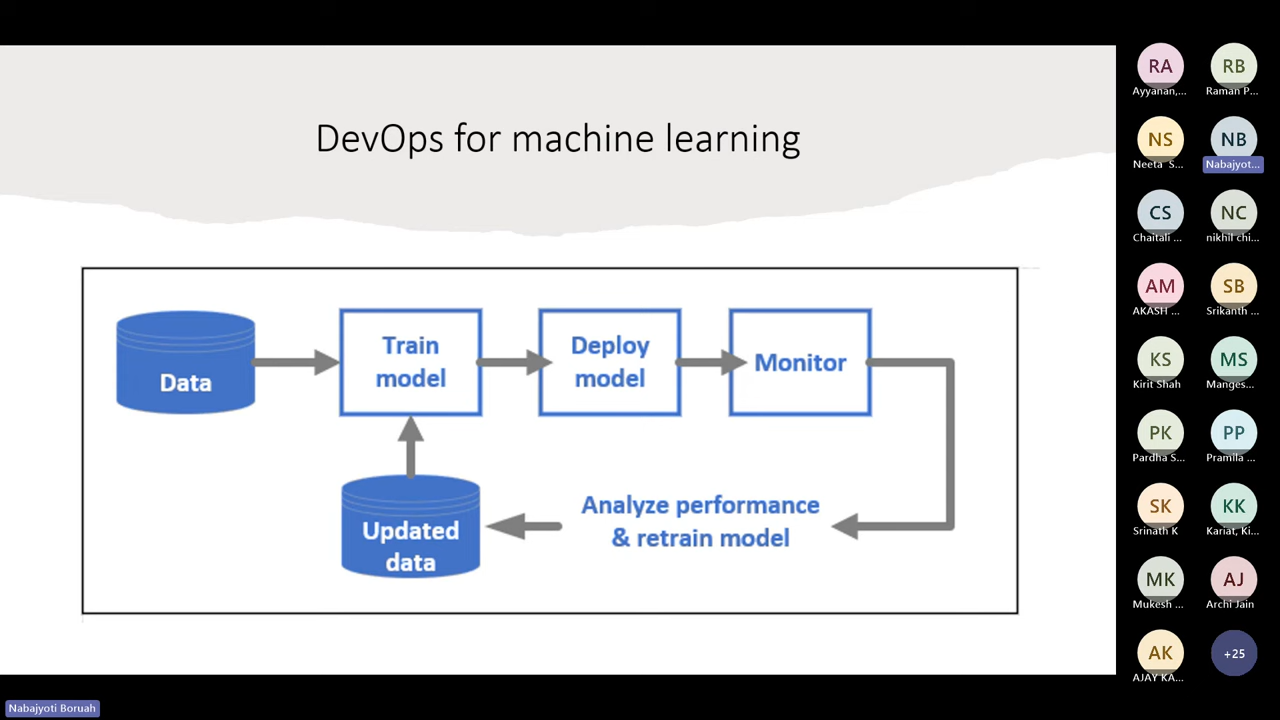 DevOps for machine learning
Data
Train
model
Deploy
model
Monitor
Updated
data
Analyze performance
& retrain model
RA
Ayyanan,...
RB
Raman P...
NS
Neeta S...
NB
Nabajyot...
CS
Chaitali ...
NC
nikhil chi...
AM
AKASH ...
SB
Srikanth ...
KS
Kirit Shah
MS
Manges...
PK
Pardha S...
PP
Pramila ...
SK
Srinath K
KK
Kariat, Ki...
MK
Mukesh ...
AJ
Archi Jain
AK
AJAY KA...
+25
Nabajyoti Boruah